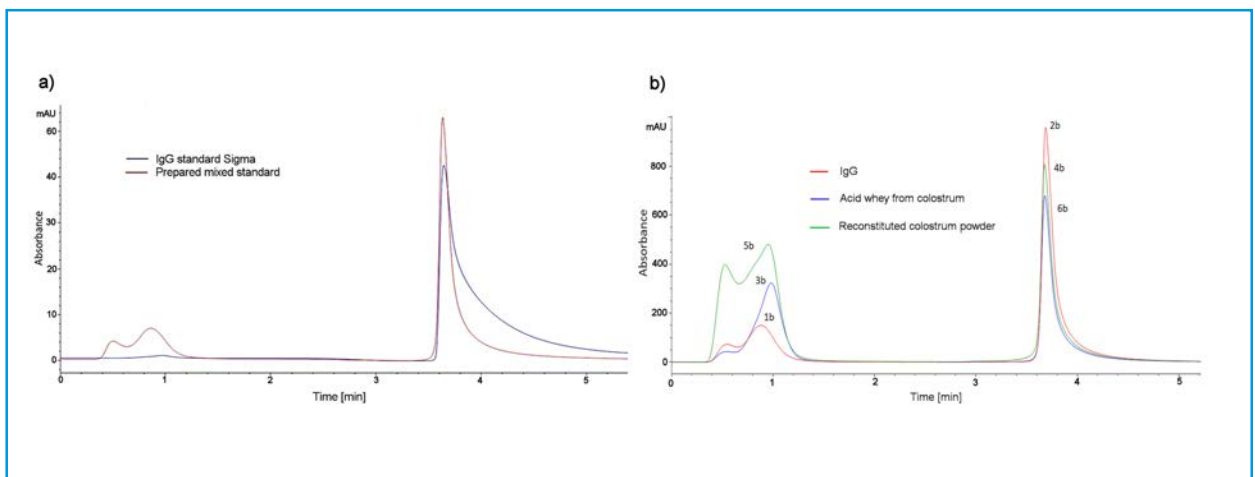 a)
mAU
60
40
30
20
10
0
Absorbance
IgG standard Sigma
Prepared mixed standard
0
1
2
3
4
5
Time [min]
b)
mAU
800
600
400
200
0
Absorbance
IgG
Acid whey from colostrum
Reconstituted colostrum powder
5b
3b
1b
2b
4b
6b
0
1
2
3
4
5
Time [min]